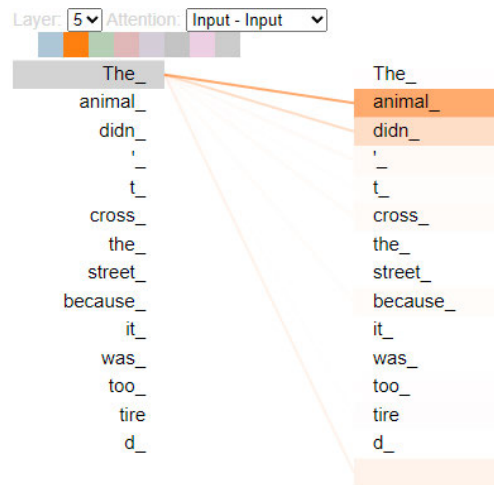 Layer: 5 Attention: Input - Input
The_ The_
animal_ animal_
didn_ didn_
'_ '_
t_ t_
cross_ cross_
the_ the_
street_ street_
because_ because_
it_ it_
was_ was_
too_ too_
tire tire
d_ d_